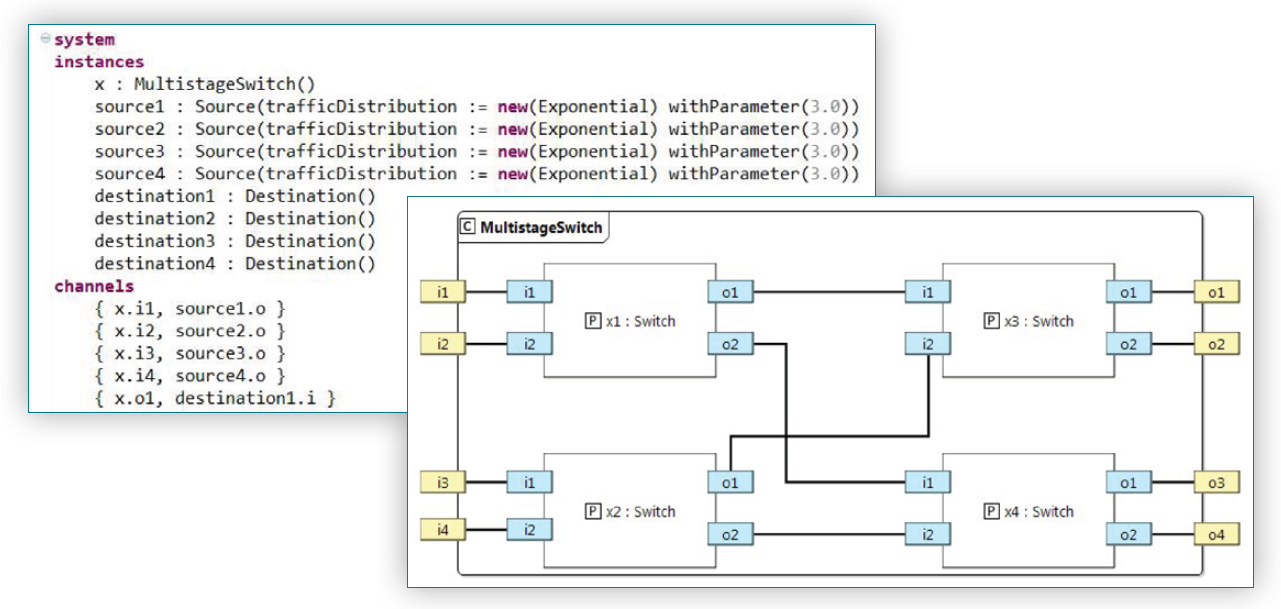 system
instances
x : MultistageSwitch()
source1 : Source(trafficDistribution := new(Exponential) withParameter(3.0))
source2 : Source(trafficDistribution := new(Exponential) withParameter(3.0))
source3 : Source(trafficDistribution := new(Exponential) withParameter(3.0))
source4 : Source(trafficDistribution := new(Exponential) withParameter(3.0))
destination1 : Destination()
destination2 : Destination()
destination3 : Destination()
destination4 : Destination()
channels
{ x.i1, source1.o }
{ x.i2, source2.o }
{ x.i3, source3.o }
{ x.i4, source4.o }
{ x.o1, destination1.i }
C MultistageSwitch
i1 i1 o1 i1 o1 o1
P x1 : Switch P x3 : Switch
i2 i2 o2 i2 o2 o2
i3 i1 o1 i1 o1 o3
P x2 : Switch P x4 : Switch
i4 i2 o2 i2 o2 o4